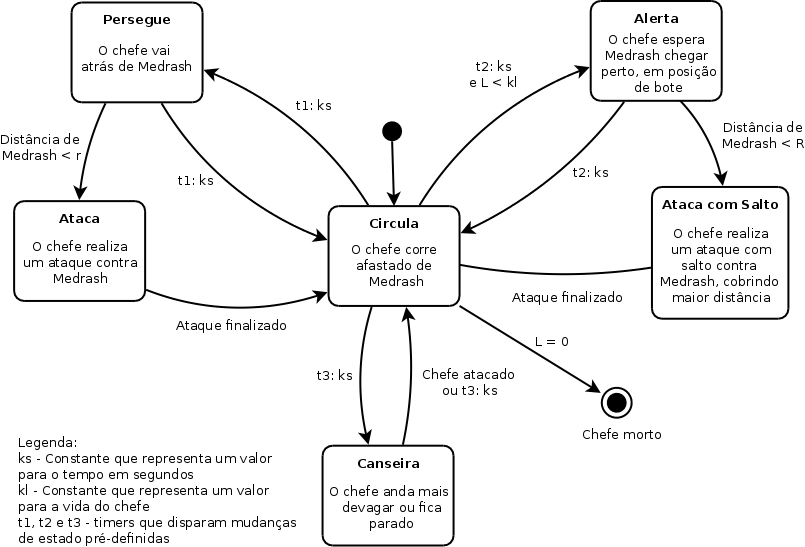 Persegue
O chefe vai
atrás de Medrash
Alerta
O chefe espera
Medrash chegar
perto, em posição
de bote
t2: ks
e L < kl
t1: ks
Distância de
Medrash < r
Distância de
Medrash < R
t1: ks
t2: ks
Ataca
O chefe realiza
um ataque contra
Medrash
Circula
O chefe corre
afastado de
Medrash
Ataca com Salto
O chefe realiza
um ataque com
salto contra
Medrash, cobrindo
maior distância
Ataque finalizado
Ataque finalizado
L = 0
t3: ks
Chefe atacado
ou t3: ks
Chefe morto
Canseira
O chefe anda mais
devagar ou fica
parado
Legenda:
ks - Constante que representa um valor
para o tempo em segundos
kl - Constante que representa um valor
para a vida do chefe
t1, t2 e t3 - timers que disparam mudanças
de estado pré-definidas